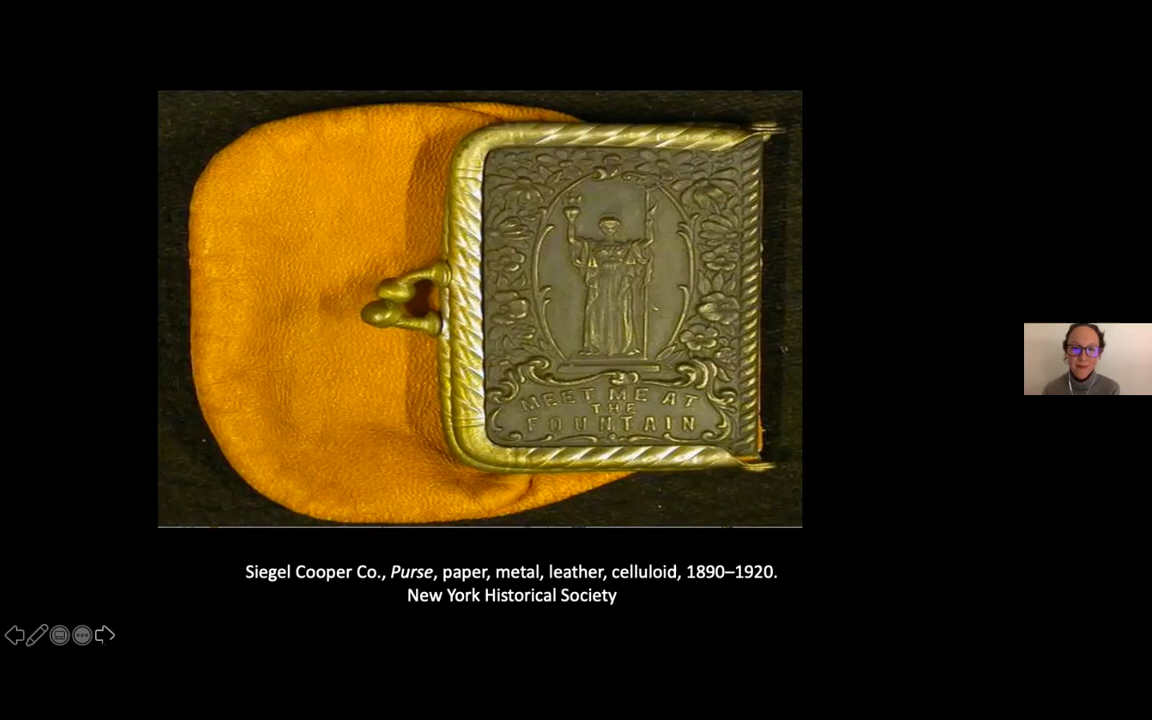 MEET ME AT
THE
FOUNTAIN
Siegel Cooper Co., Purse, paper, metal, leather, celluloid, 1890–1920.
New York Historical Society